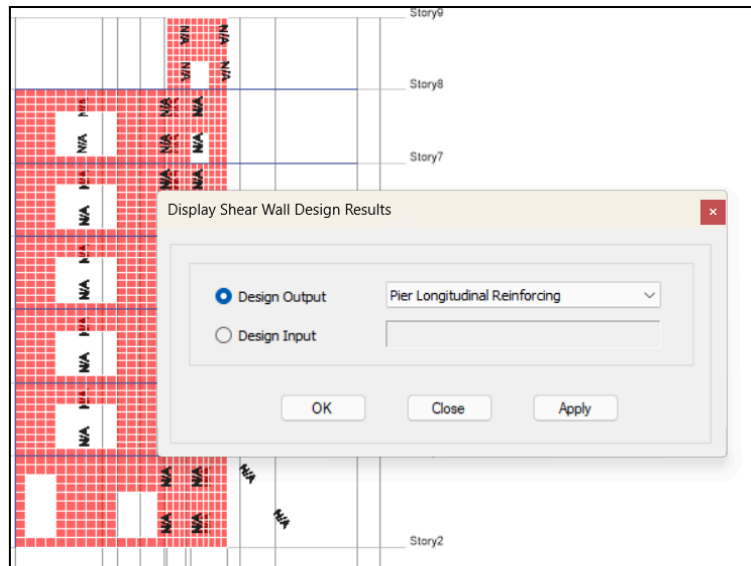 Story9
N/A N/A
N/A N/A
Story8
N/A N/A N/A
N/A N/A N/A
Story7
N/A N/A N/A
Display Shear Wall Design Results
N/A
N/A
N/A
Design Output Pier Longitudinal Reinforcing
N/A
Design Input
N/A
N/A
OK Close Apply
N/A
N/A N/A N/A
N/A N/A N/A
Story2